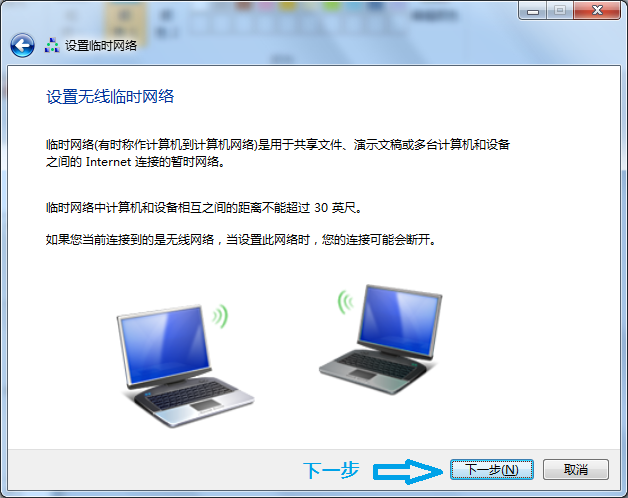 设置临时网络
设置无线临时网络
临时网络(有时称作计算机到计算机网络)是用于共享文件、演示文稿或多台计算机和设备
之间的 Internet 连接的暂时网络。
临时网络中计算机和设备相互之间的距离不能超过 30 英尺。
如果您当前连接到的是无线网络，当设置此网络时，您的连接可能会断开。
下一步 下一步(N) 取消